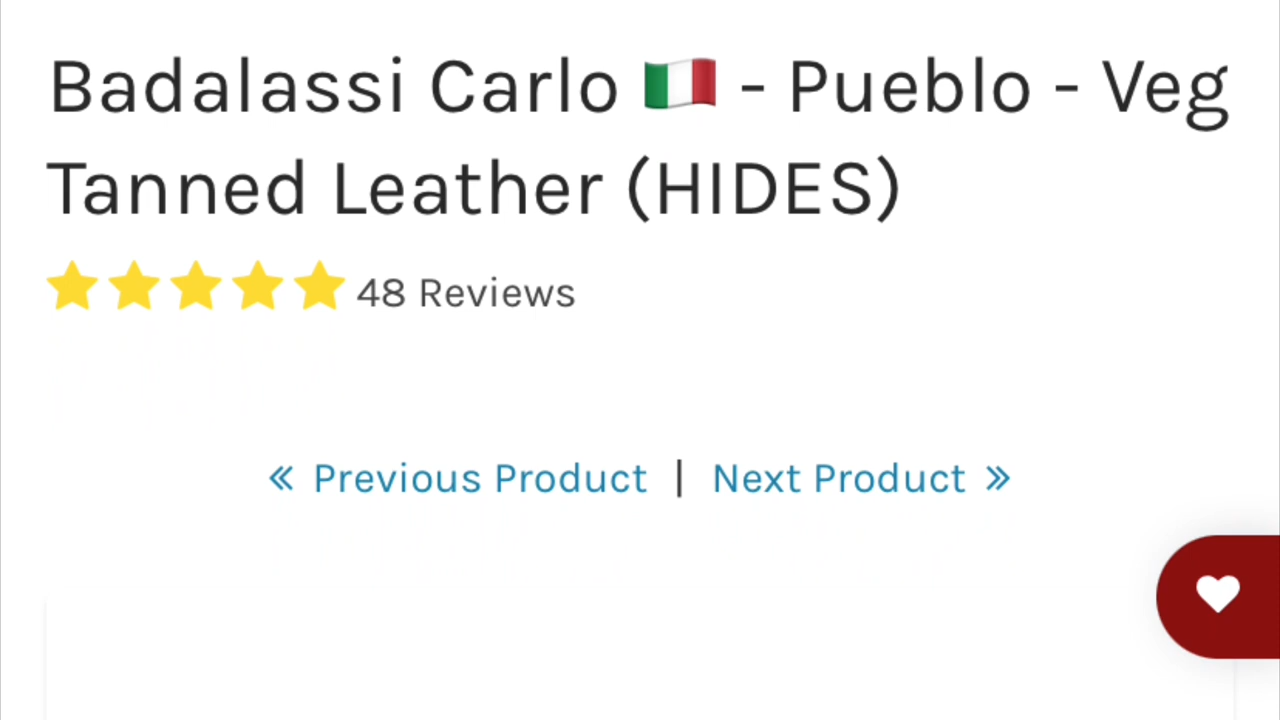 Badalassi Carlo 🇮🇹 - Pueblo - Veg
Tanned Leather (HIDES)
48 Reviews
« Previous Product | Next Product »